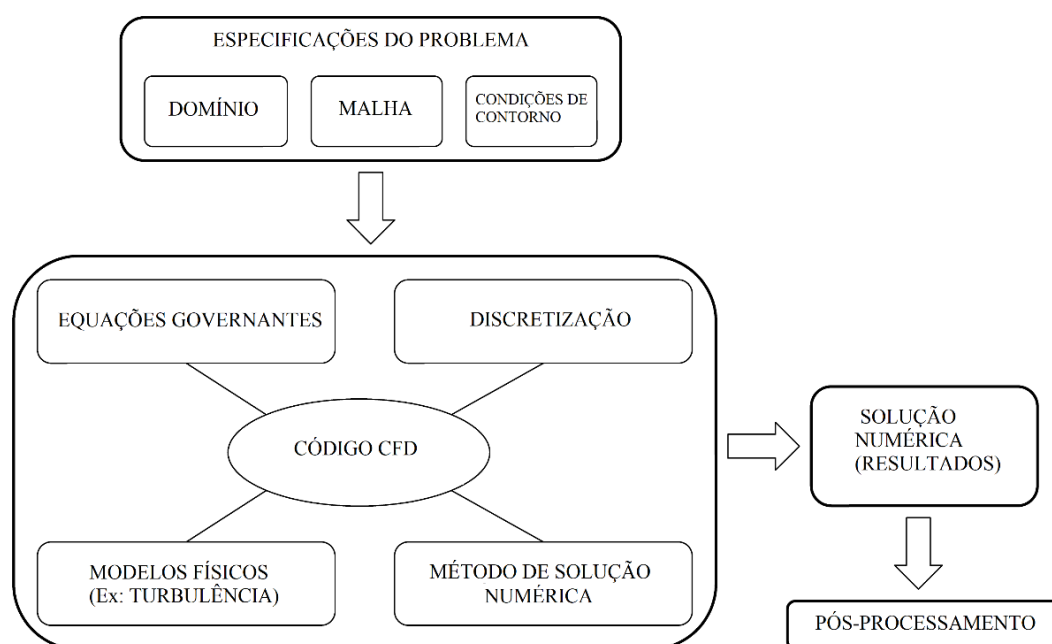 ESPECIFICAÇÕES DO PROBLEMA
DOMÍNIO
MALHA
CONDIÇÕES DE
CONTORNO
EQUAÇÕES GOVERNANTES
DISCRETIZAÇÃO
CÓDIGO CFD
MODELOS FÍSICOS
(Ex: TURBULÊNCIA)
MÉTODO DE SOLUÇÃO
NUMÉRICA
SOLUÇÃO
NUMÉRICA
(RESULTADOS)
PÓS-PROCESSAMENTO